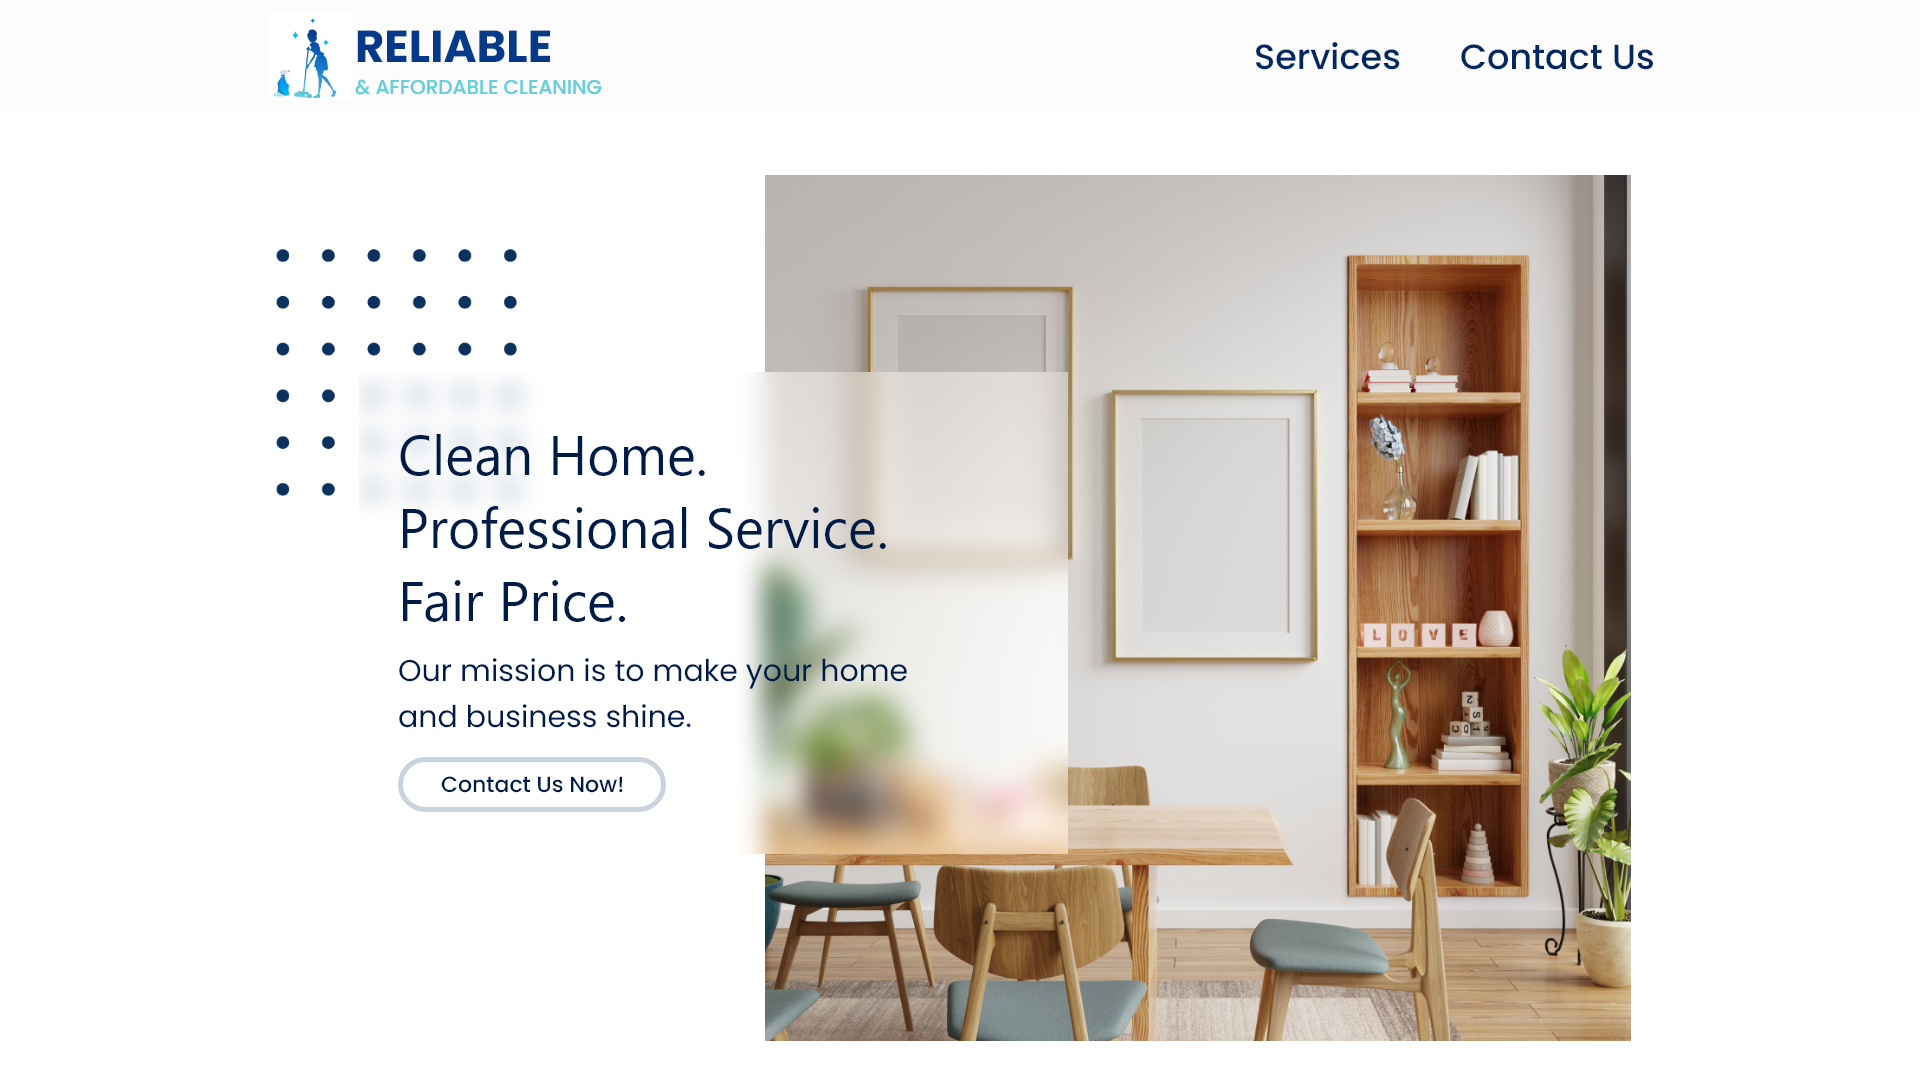 RELIABLE
& AFFORDABLE CLEANING
Services
Contact Us
Clean Home.
Professional Service.
Fair Price.
Our mission is to make your home
and business shine.
Contact Us Now!
LOVE